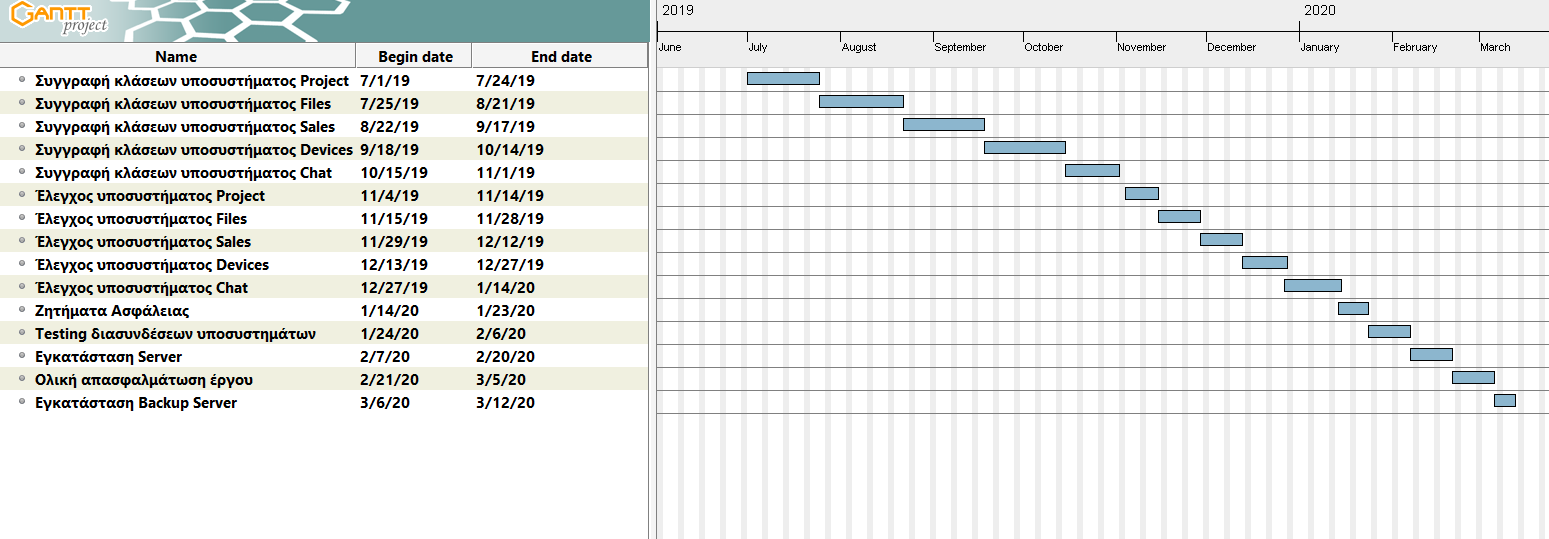 GANTT
project
2019 2020
June July August September October November December January February March
Name Begin date End date
Συγγραφή κλάσεων υποσυστήματος Project 7/1/19 7/24/19
Συγγραφή κλάσεων υποσυστήματος Files 7/25/19 8/21/19
Συγγραφή κλάσεων υποσυστήματος Sales 8/22/19 9/17/19
Συγγραφή κλάσεων υποσυστήματος Devices 9/18/19 10/14/19
Συγγραφή κλάσεων υποσυστήματος Chat 10/15/19 11/1/19
Έλεγχος υποσυστήματος Project 11/4/19 11/14/19
Έλεγχος υποσυστήματος Files 11/15/19 11/28/19
Έλεγχος υποσυστήματος Sales 11/29/19 12/12/19
Έλεγχος υποσυστήματος Devices 12/13/19 12/27/19
Έλεγχος υποσυστήματος Chat 12/27/19 1/14/20
Ζητήματα Ασφάλειας 1/14/20 1/23/20
Testing διασυνδέσεων υποσυστημάτων 1/24/20 2/6/20
Εγκατάσταση Server 2/7/20 2/20/20
Ολική απασφαλμάτωση έργου 2/21/20 3/5/20
Εγκατάσταση Backup Server 3/6/20 3/12/20